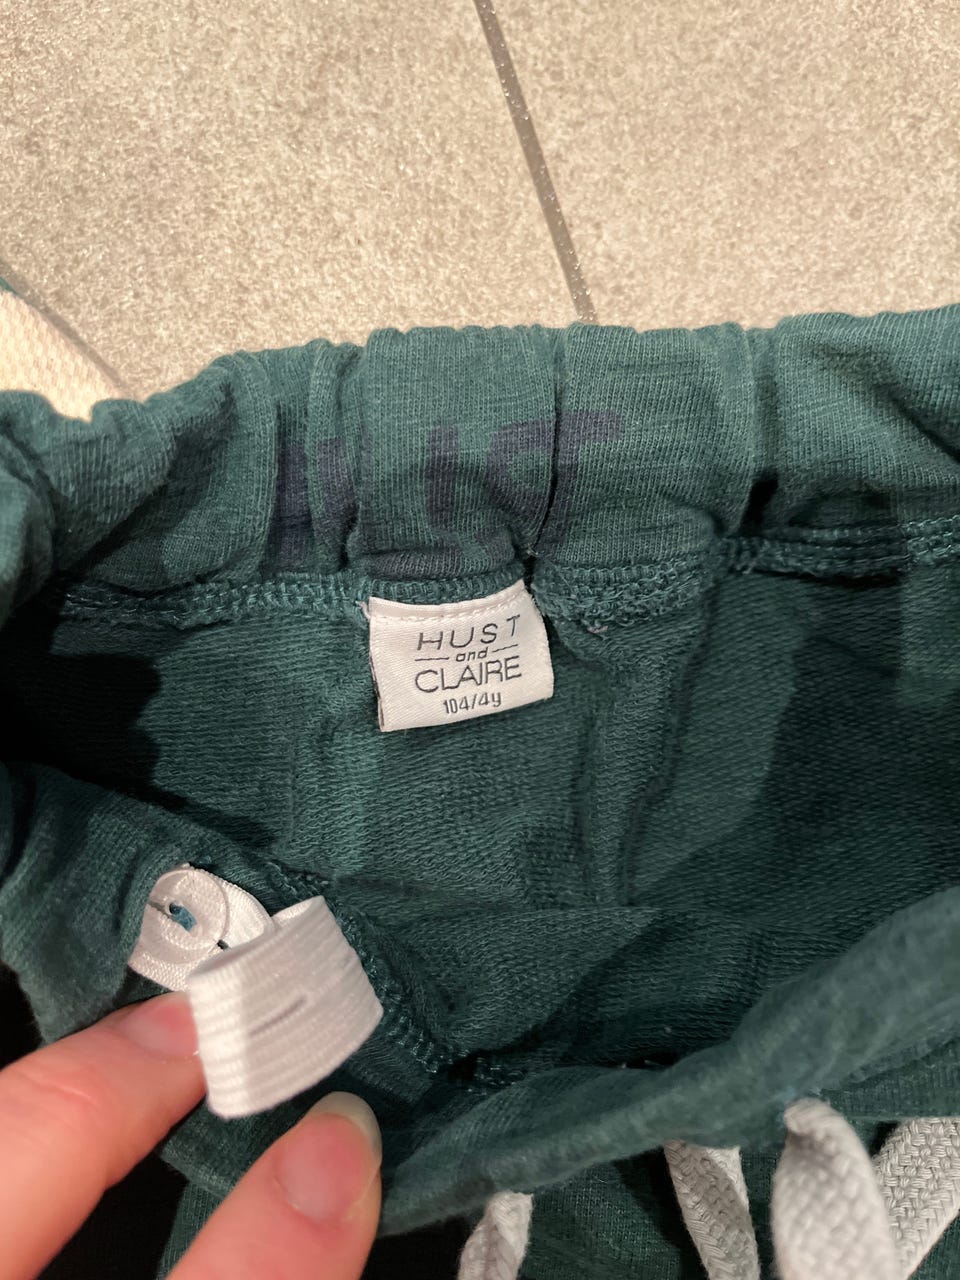 HUST
and
CLAIRE
104/4y